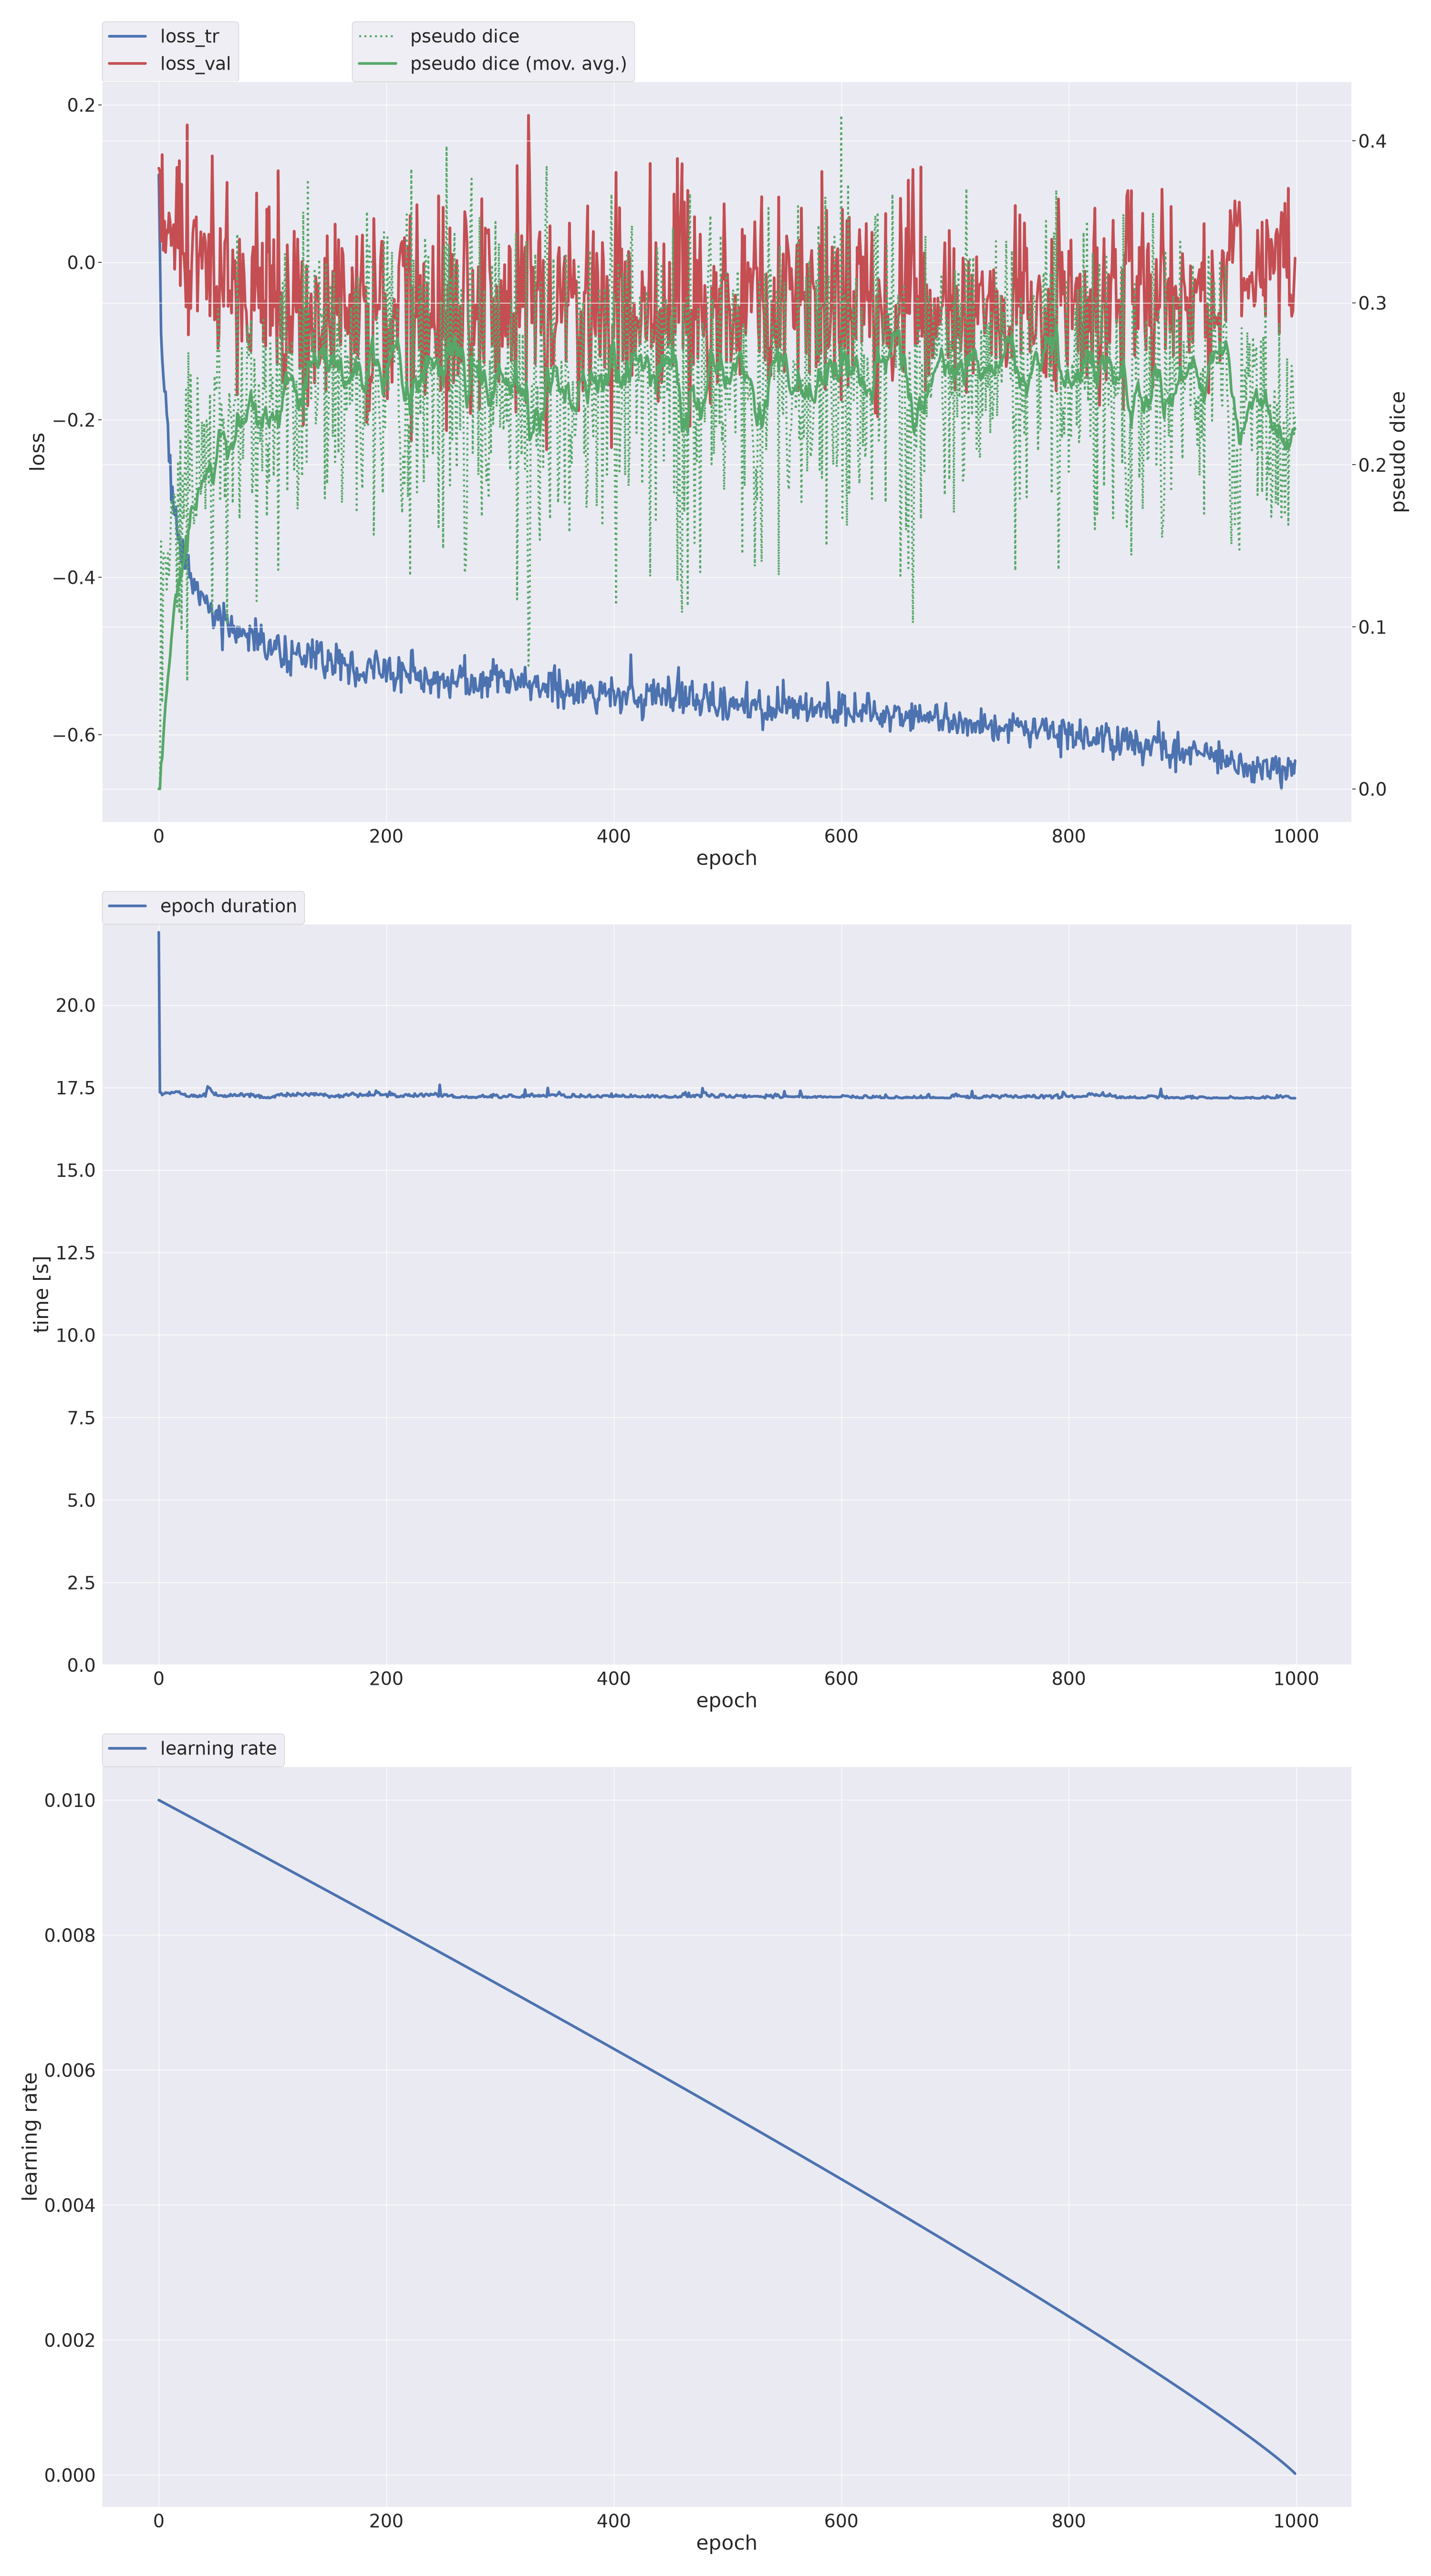 loss_tr
loss_val
pseudo dice
pseudo dice (mov. avg.)
0.2
0.0
−0.2
−0.4
−0.6
loss
0.4
0.3
0.2
0.1
0.0
pseudo dice
0 200 400 600 800 1000
epoch
epoch duration
20.0
17.5
15.0
12.5
10.0
7.5
5.0
2.5
0.0
time [s]
0 200 400 600 800 1000
epoch
learning rate
0.010
0.008
0.006
0.004
0.002
0.000
learning rate
0 200 400 600 800 1000
epoch